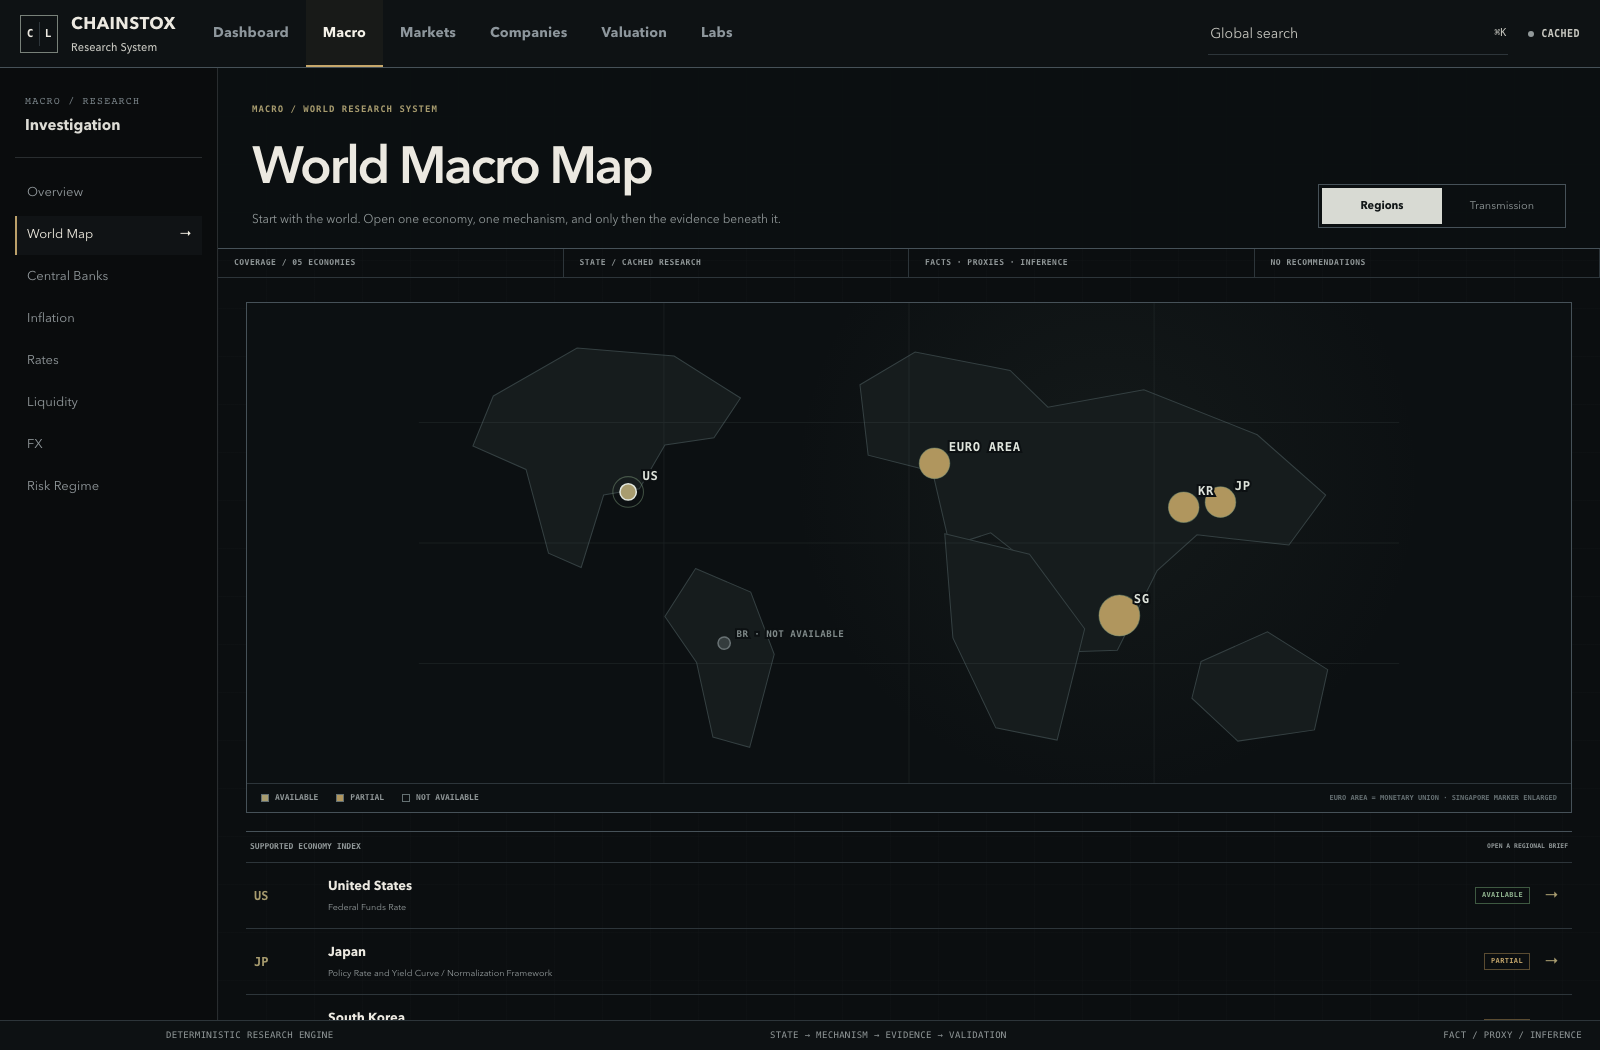 C L
CHAINSTOX
Research System
Dashboard
Macro
Markets
Companies
Valuation
Labs
Global search
⌘K
CACHED
MACRO / RESEARCH
Investigation
Overview
World Map →
Central Banks
Inflation
Rates
Liquidity
FX
Risk Regime
MACRO / WORLD RESEARCH SYSTEM
World Macro Map
Start with the world. Open one economy, one mechanism, and only then the evidence beneath it.
Regions
Transmission
COVERAGE / 05 ECONOMIES
STATE / CACHED RESEARCH
FACTS · PROXIES · INFERENCE
NO RECOMMENDATIONS
EURO AREA
US
KR
JP
SG
BR · NOT AVAILABLE
AVAILABLE
PARTIAL
NOT AVAILABLE
EURO AREA = MONETARY UNION · SINGAPORE MARKER ENLARGED
SUPPORTED ECONOMY INDEX
OPEN A REGIONAL BRIEF
US
United States
Federal Funds Rate
AVAILABLE →
JP
Japan
Policy Rate and Yield Curve / Normalization Framework
PARTIAL →
South Korea
DETERMINISTIC RESEARCH ENGINE
STATE → MECHANISM → EVIDENCE → VALIDATION
FACT / PROXY / INFERENCE